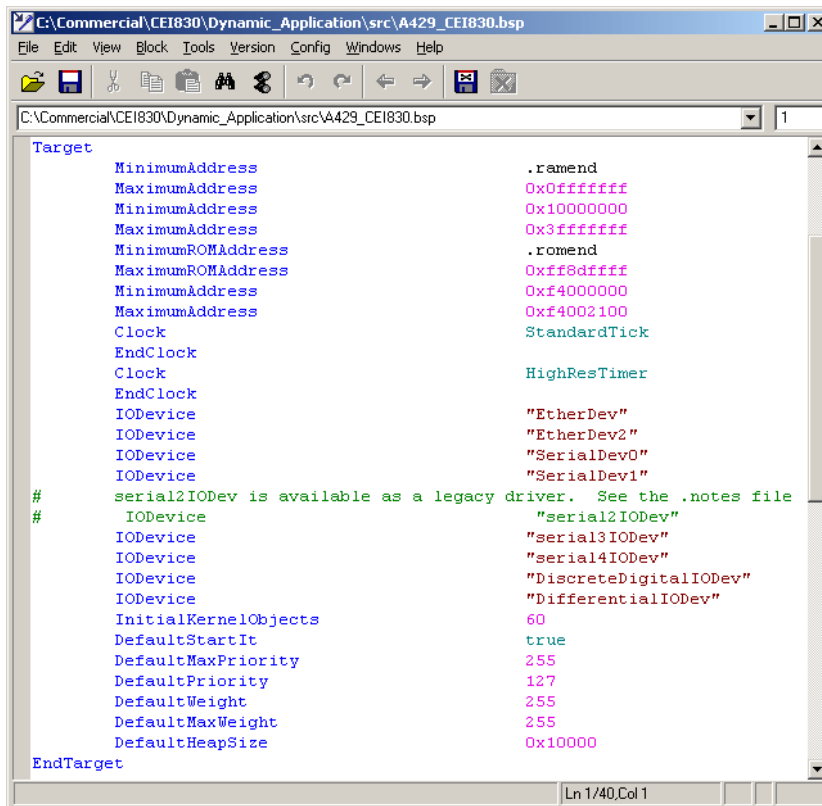 C:\Commercial\CEI830\Dynamic_Application\src\A429_CEI830.bsp
File Edit View Block Tools Version Config Windows Help
C:\Commercial\CEI830\Dynamic_Application\src\A429_CEI830.bsp 1
Target
MinimumAddress .ramend
MaximumAddress 0x0fffffff
MinimumAddress 0x10000000
MaximumAddress 0x3fffffff
MinimumROMAddress .romend
MaximumROMAddress 0xff8dffff
MinimumAddress 0xf4000000
MaximumAddress 0xf4002100
Clock StandardTick
EndClock
Clock HighResTimer
EndClock
IODevice "EtherDev"
IODevice "EtherDev2"
IODevice "SerialDev0"
IODevice "SerialDev1"
# serial2IODev is available as a legacy driver. See the .notes file
# IODevice "serial2IODev"
IODevice "serial3IODev"
IODevice "serial4IODev"
IODevice "DiscreteDigitalIODev"
IODevice "DifferentialIODev"
InitialKernelObjects 60
DefaultStartIt true
DefaultMaxPriority 255
DefaultPriority 127
DefaultWeight 255
DefaultMaxWeight 255
DefaultHeapSize 0x10000
EndTarget
Ln 1/40,Col 1